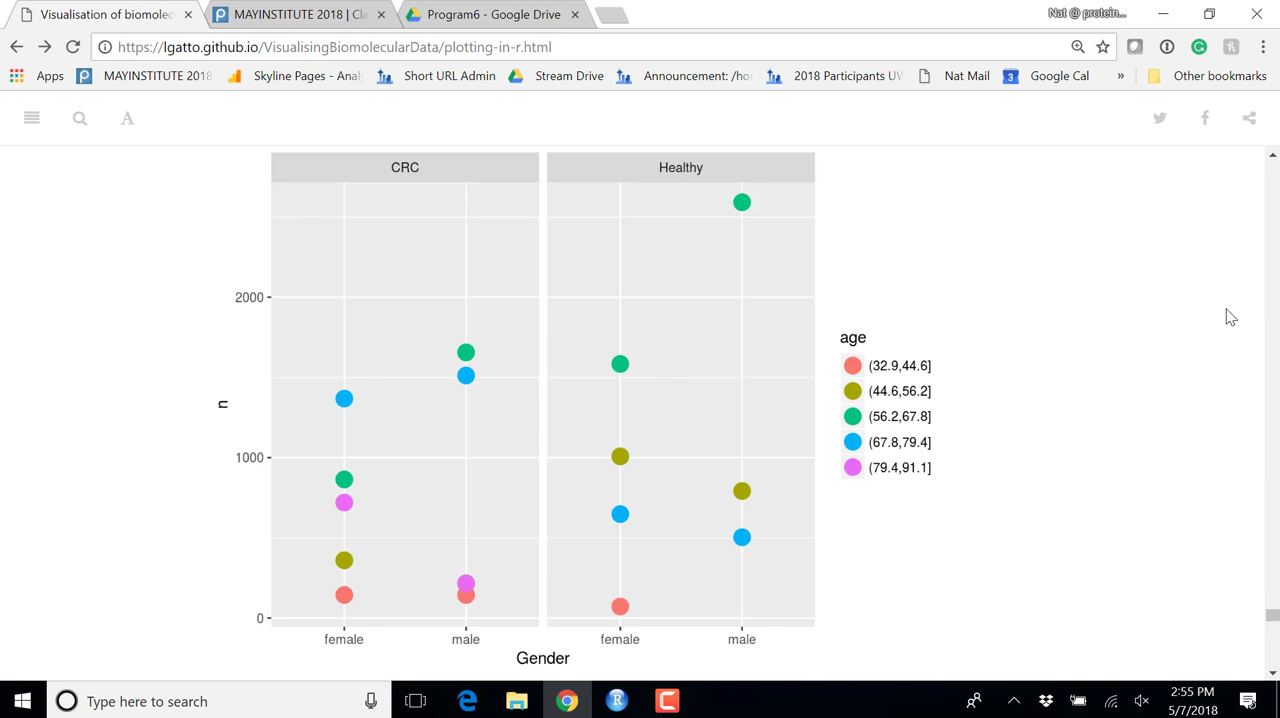 Visualisation of biomolec
MAYINSTITUTE 2018 | Cla
Program6 - Google Drive
Nat @ protein...
https://lgatto.github.io/VisualisingBiomolecularData/plotting-in-r.html
Apps
MAYINSTITUTE 2018
Skyline Pages - Anal
Short URL Admin
Stream Drive
Announcement: /ho
2018 Participants UV
Nat Mail
3
Google Cal
»
Other bookmarks
A
CRC
Healthy
2000
1000
0
n
female
male
female
male
Gender
age
(32.9,44.6]
(44.6,56.2]
(56.2,67.8]
(67.8,79.4]
(79.4,91.1]
Type here to search
R
C
2:55 PM
5/7/2018